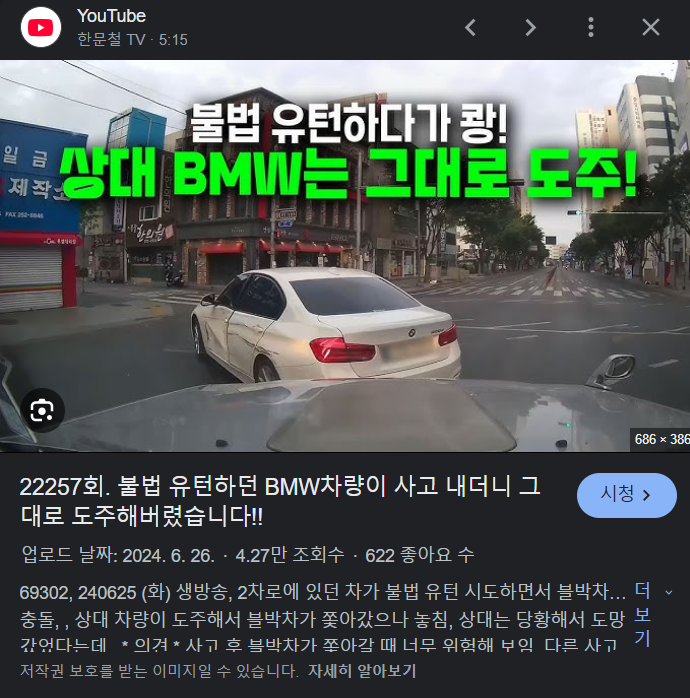 YouTube
한문철 TV · 5:15
불법 유턴하다가 쾅!
상대 BMW는 그대로 도주!
일 금
제작소
FAX 252-8046
한의원
686 × 386
22257회. 불법 유턴하던 BMW차량이 사고 내더니 그
대로 도주해버렸습니다!!
시청
업로드 날짜: 2024. 6. 26. · 4.27만 조회수 · 622 좋아요 수
69302, 240625 (화) 생방송, 2차로에 있던 차가 불법 유턴 시도하면서 블박차...
충돌, , 상대 차량이 도주해서 블박차가 쫓아갔으나 놓침, 상대는 당황해서 도망
갔었다는데, * 의견 * 사고 후 블박차가 쫓아갈 때 너무 위험해 보임. 다른 사고
더
보
기
저작권 보호를 받는 이미지일 수 있습니다. 자세히 알아보기